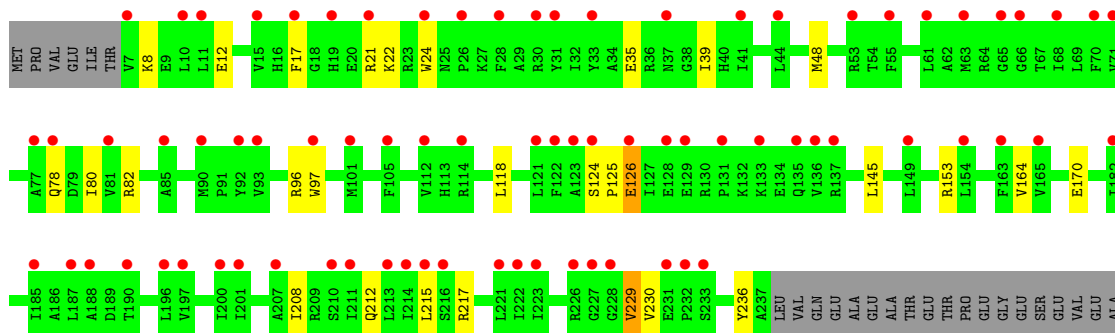 MET PRO VAL GLU ILE THR V7 K8 E9 L10 L11 E12 V15 H16 F17 G18 H19 E20 R21 K22 R23 W24 N25 P26 K27 F28 A29 R30 Y31 I32 Y33 A34 E35 R36 N37 G38 I39 H40 I41 L44 M48 R53 T54 F55 L61 A62 M63 R64 G65 G66 T67 I68 L69 F70
A77 Q78 D79 I80 V81 R82 A85 M90 P91 Y92 V93 R96 W97 M101 F105 V112 H113 R114 L118 L121 F122 A123 S124 P125 E126 I127 E128 E129 R130 P131 K132 K133 E134 Q135 V136 R137 L145 L149 R153 L154 F163 V164 V165 E170
I185 A186 L187 A188 D189 T190 L196 V197 I200 I201 A207 I208 R209 S210 I211 Q212 L213 I214 L215 S216 R217 L221 I222 I223 R226 G227 G228 V229 V230 E231 P232 S233 Y236 A237 LEU VAL GLN GLU ALA GLU ALA THR GLU THR PRO GLU GLY GLU SER GLU VAL GLU